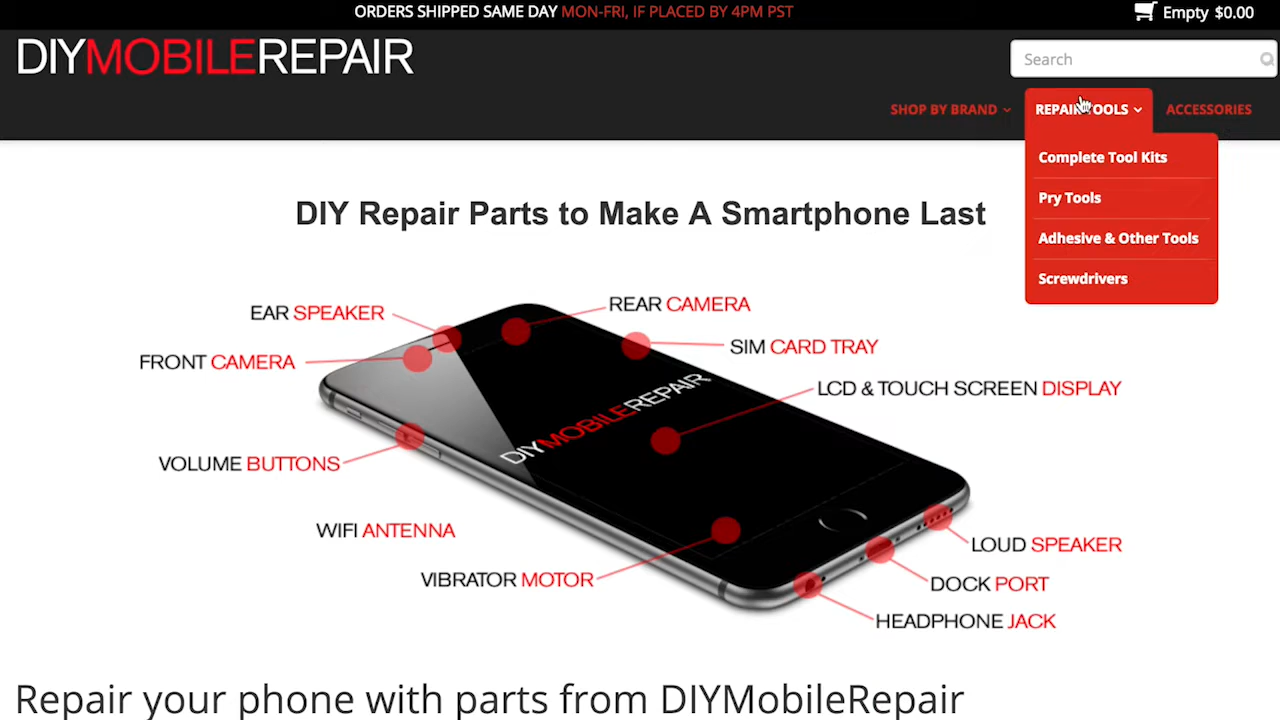 ORDERS SHIPPED SAME DAY MON-FRI, IF PLACED BY 4PM PST
Empty $0.00
DIYMOBILEREPAIR
Search
SHOP BY BRAND
REPAIR TOOLS
ACCESSORIES
Complete Tool Kits
Pry Tools
Adhesive & Other Tools
Screwdrivers
DIY Repair Parts to Make A Smartphone Last
EAR SPEAKER
REAR CAMERA
FRONT CAMERA
SIM CARD TRAY
LCD & TOUCH SCREEN DISPLAY
DIYMOBILEREPAIR
VOLUME BUTTONS
WIFI ANTENNA
LOUD SPEAKER
VIBRATOR MOTOR
DOCK PORT
HEADPHONE JACK
Repair your phone with parts from DIYMobileRepair